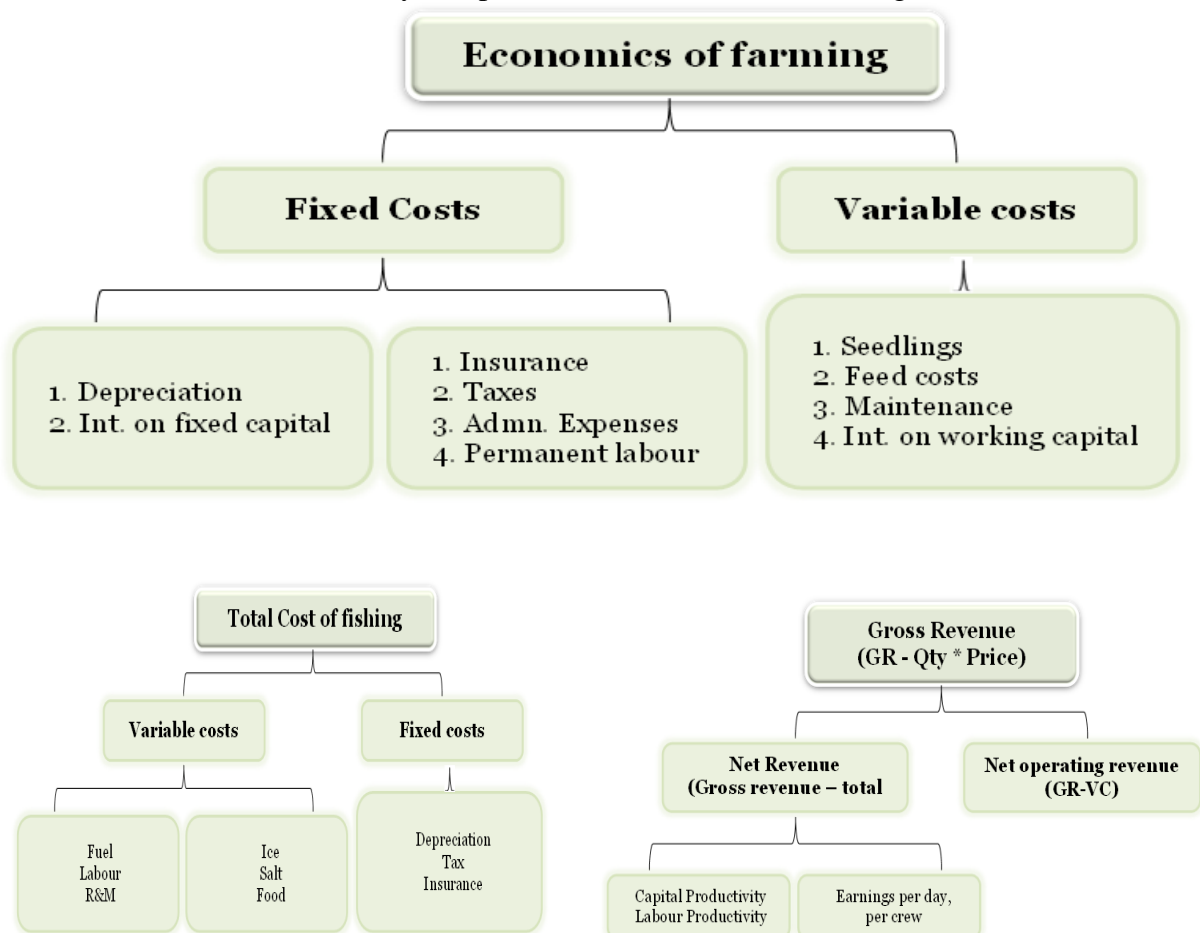 Economics of farming
Fixed Costs
Variable costs
1. Depreciation
2. Int. on fixed capital
1. Insurance
2. Taxes
3. Admn. Expenses
4. Permanent labour
1. Seedlings
2. Feed costs
3. Maintenance
4. Int. on working capital
Total Cost of fishing
Variable costs
Fixed costs
Fuel
Labour
R&M
Ice
Salt
Food
Depreciation
Tax
Insurance
Gross Revenue
(GR - Qty * Price)
Net Revenue
(Gross revenue – total
Net operating revenue
(GR-VC)
Capital Productivity
Labour Productivity
Earnings per day,
per crew